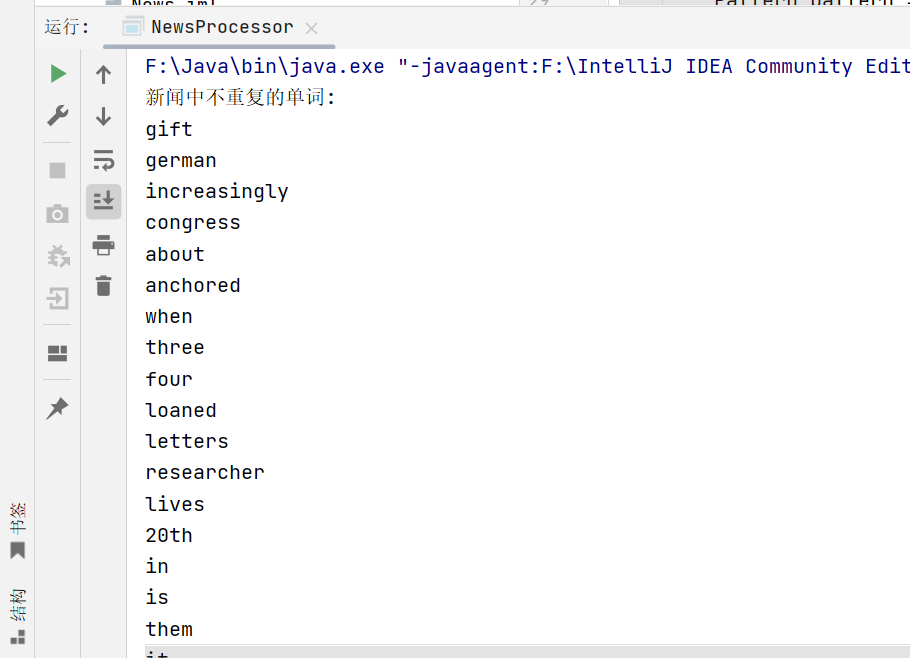 运行: NewsProcessor
F:\Java\bin\java.exe "-javaagent:F:\IntelliJ IDEA Community Edit
新闻中不重复的单词:
gift
german
increasingly
congress
about
anchored
when
three
four
loaned
letters
researcher
lives
20th
in
is
them
it
书签
结构